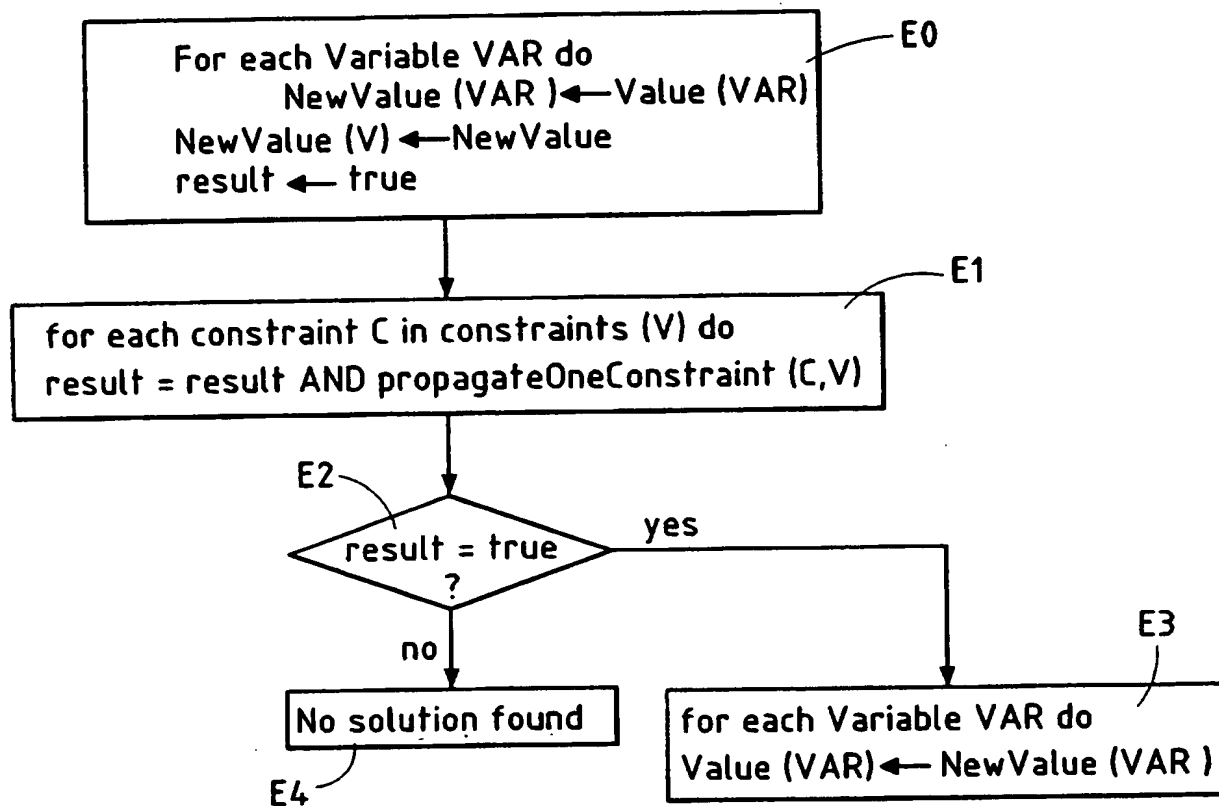 E0
For each Variable VAR do
NewValue (VAR ) ← Value (VAR)
NewValue (V) ← NewValue
result ← true
E1
for each constraint C in constraints (V) do
result = result AND propagateOneConstraint (C,V)
E2
result = true
?
yes
no
E3
No solution found
E4
for each Variable VAR do
Value (VAR) ← NewValue (VAR )